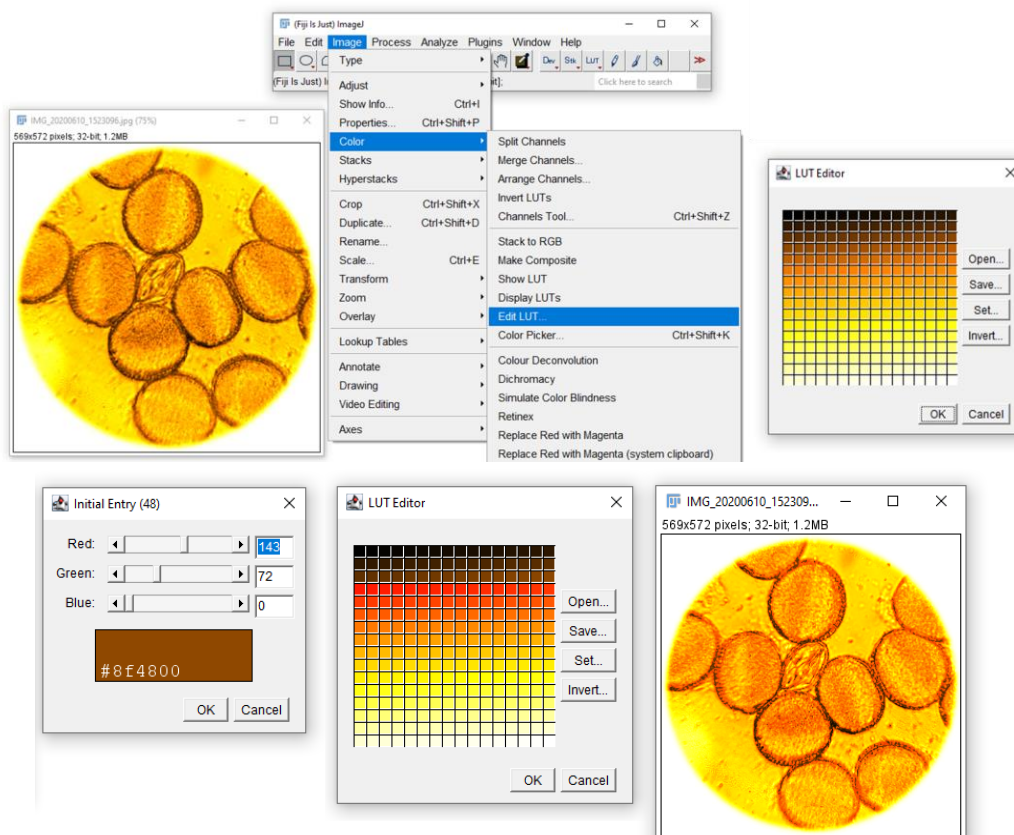 (Fiji Is Just) ImageJ
File Edit Image Process Analyze Plugins Window Help
Dev Stk LUT
(Fiji Is Just) I
it];
Click here to search
Type
Adjust
Show Info... Ctrl+I
Properties... Ctrl+Shift+P
Color
Stacks
Hyperstacks
Crop Ctrl+Shift+X
Duplicate... Ctrl+Shift+D
Rename...
Scale... Ctrl+E
Transform
Zoom
Overlay
Lookup Tables
Annotate
Drawing
Video Editing
Axes
Split Channels
Merge Channels...
Arrange Channels...
Invert LUTs
Channels Tool... Ctrl+Shift+Z
Stack to RGB
Make Composite
Show LUT
Display LUTs
Edit LUT...
Color Picker... Ctrl+Shift+K
Colour Deconvolution
Dichromacy
Simulate Color Blindness
Retinex
Replace Red with Magenta
Replace Red with Magenta (system clipboard)
IMG_20200610_1523096.jpg (75%)
569x572 pixels; 32-bit; 1.2MB
LUT Editor
Open...
Save...
Set...
Invert...
OK Cancel
Initial Entry (48)
Red: 143
Green: 72
Blue: 0
#8f4800
OK Cancel
LUT Editor
Open...
Save...
Set...
Invert...
OK Cancel
IMG_20200610_152309...
569x572 pixels; 32-bit; 1.2MB